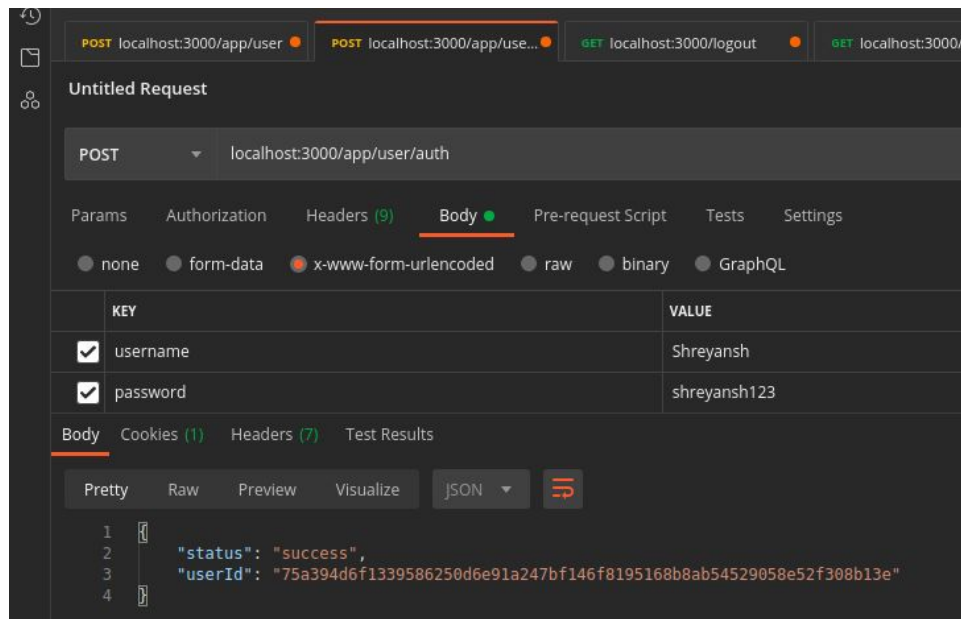 POST localhost:3000/app/user POST localhost:3000/app/use... GET localhost:3000/logout GET localhost:3000/
Untitled Request
POST localhost:3000/app/user/auth
Params Authorization Headers (9) Body Pre-request Script Tests Settings
none form-data x-www-form-urlencoded raw binary GraphQL
KEY VALUE
username Shreyansh
password shreyansh123
Body Cookies (1) Headers (7) Test Results
Pretty Raw Preview Visualize JSON
1 {
2 "status": "success",
3 "userId": "75a394d6f1339586250d6e91a247bf146f8195168b8ab54529058e52f308b13e"
4 }